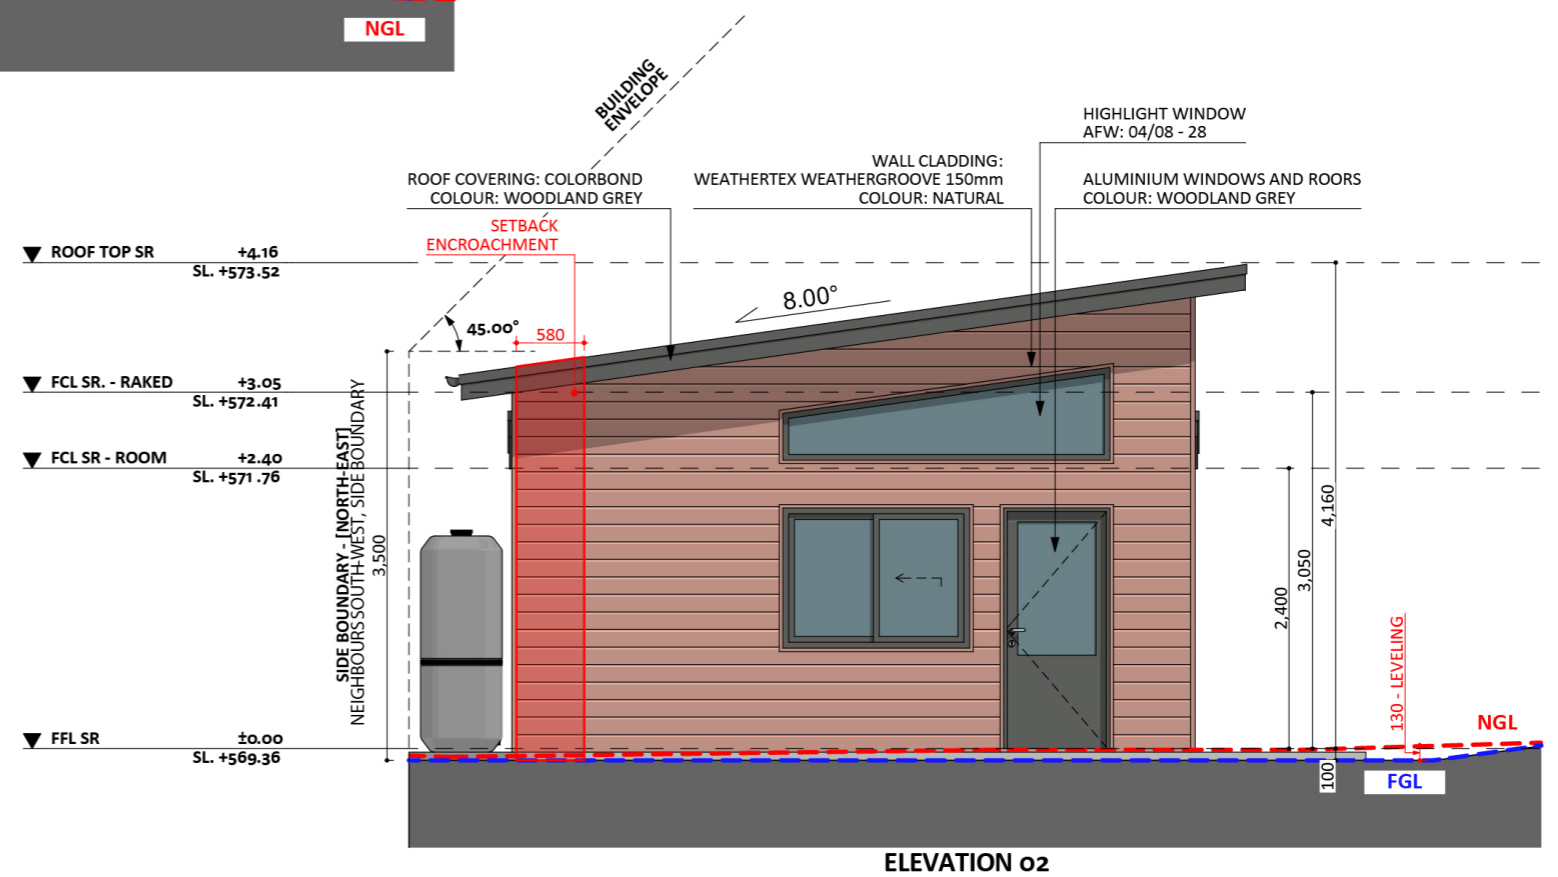 NGL
BUILDING
ENVELOPE
HIGHLIGHT WINDOW
AFW: 04/08 - 28
WALL CLADDING:
WEATHERTEX WEATHERGROOVE 150mm
COLOUR: NATURAL
ALUMINIUM WINDOWS AND ROORS
COLOUR: WOODLAND GREY
ROOF COVERING: COLORBOND
COLOUR: WOODLAND GREY
SETBACK
ENCROACHMENT
ROOF TOP SR +4.16
SL. +573.52
8.00°
45.00°
580
FCL SR. - RAKED +3.05
SL. +572.41
FCL SR - ROOM +2.40
SL. +571.76
SIDE BOUNDARY - [NORTH-EAST]
NEIGHBOURS SOUTH-WEST, SIDE BOUNDARY
3,500
4,160
3,050
2,400
130 - LEVELING
NGL
FFL SR ±0.00
SL. +569.36
100
FGL
ELEVATION 02